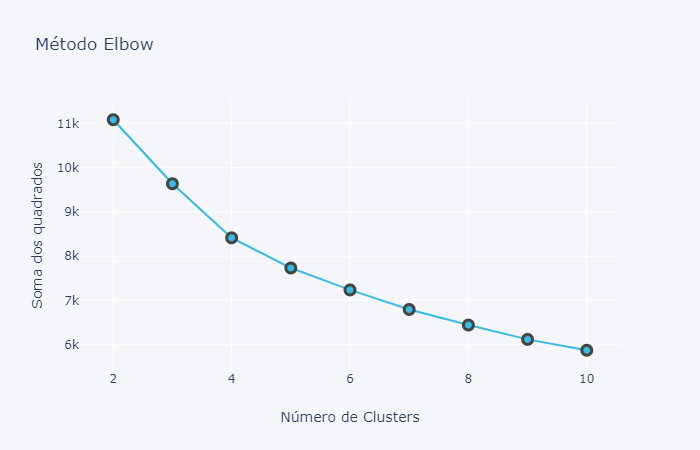 Método Elbow
11k
10k
9k
8k
7k
6k
Soma dos quadrados
2 4 6 8 10
Número de Clusters